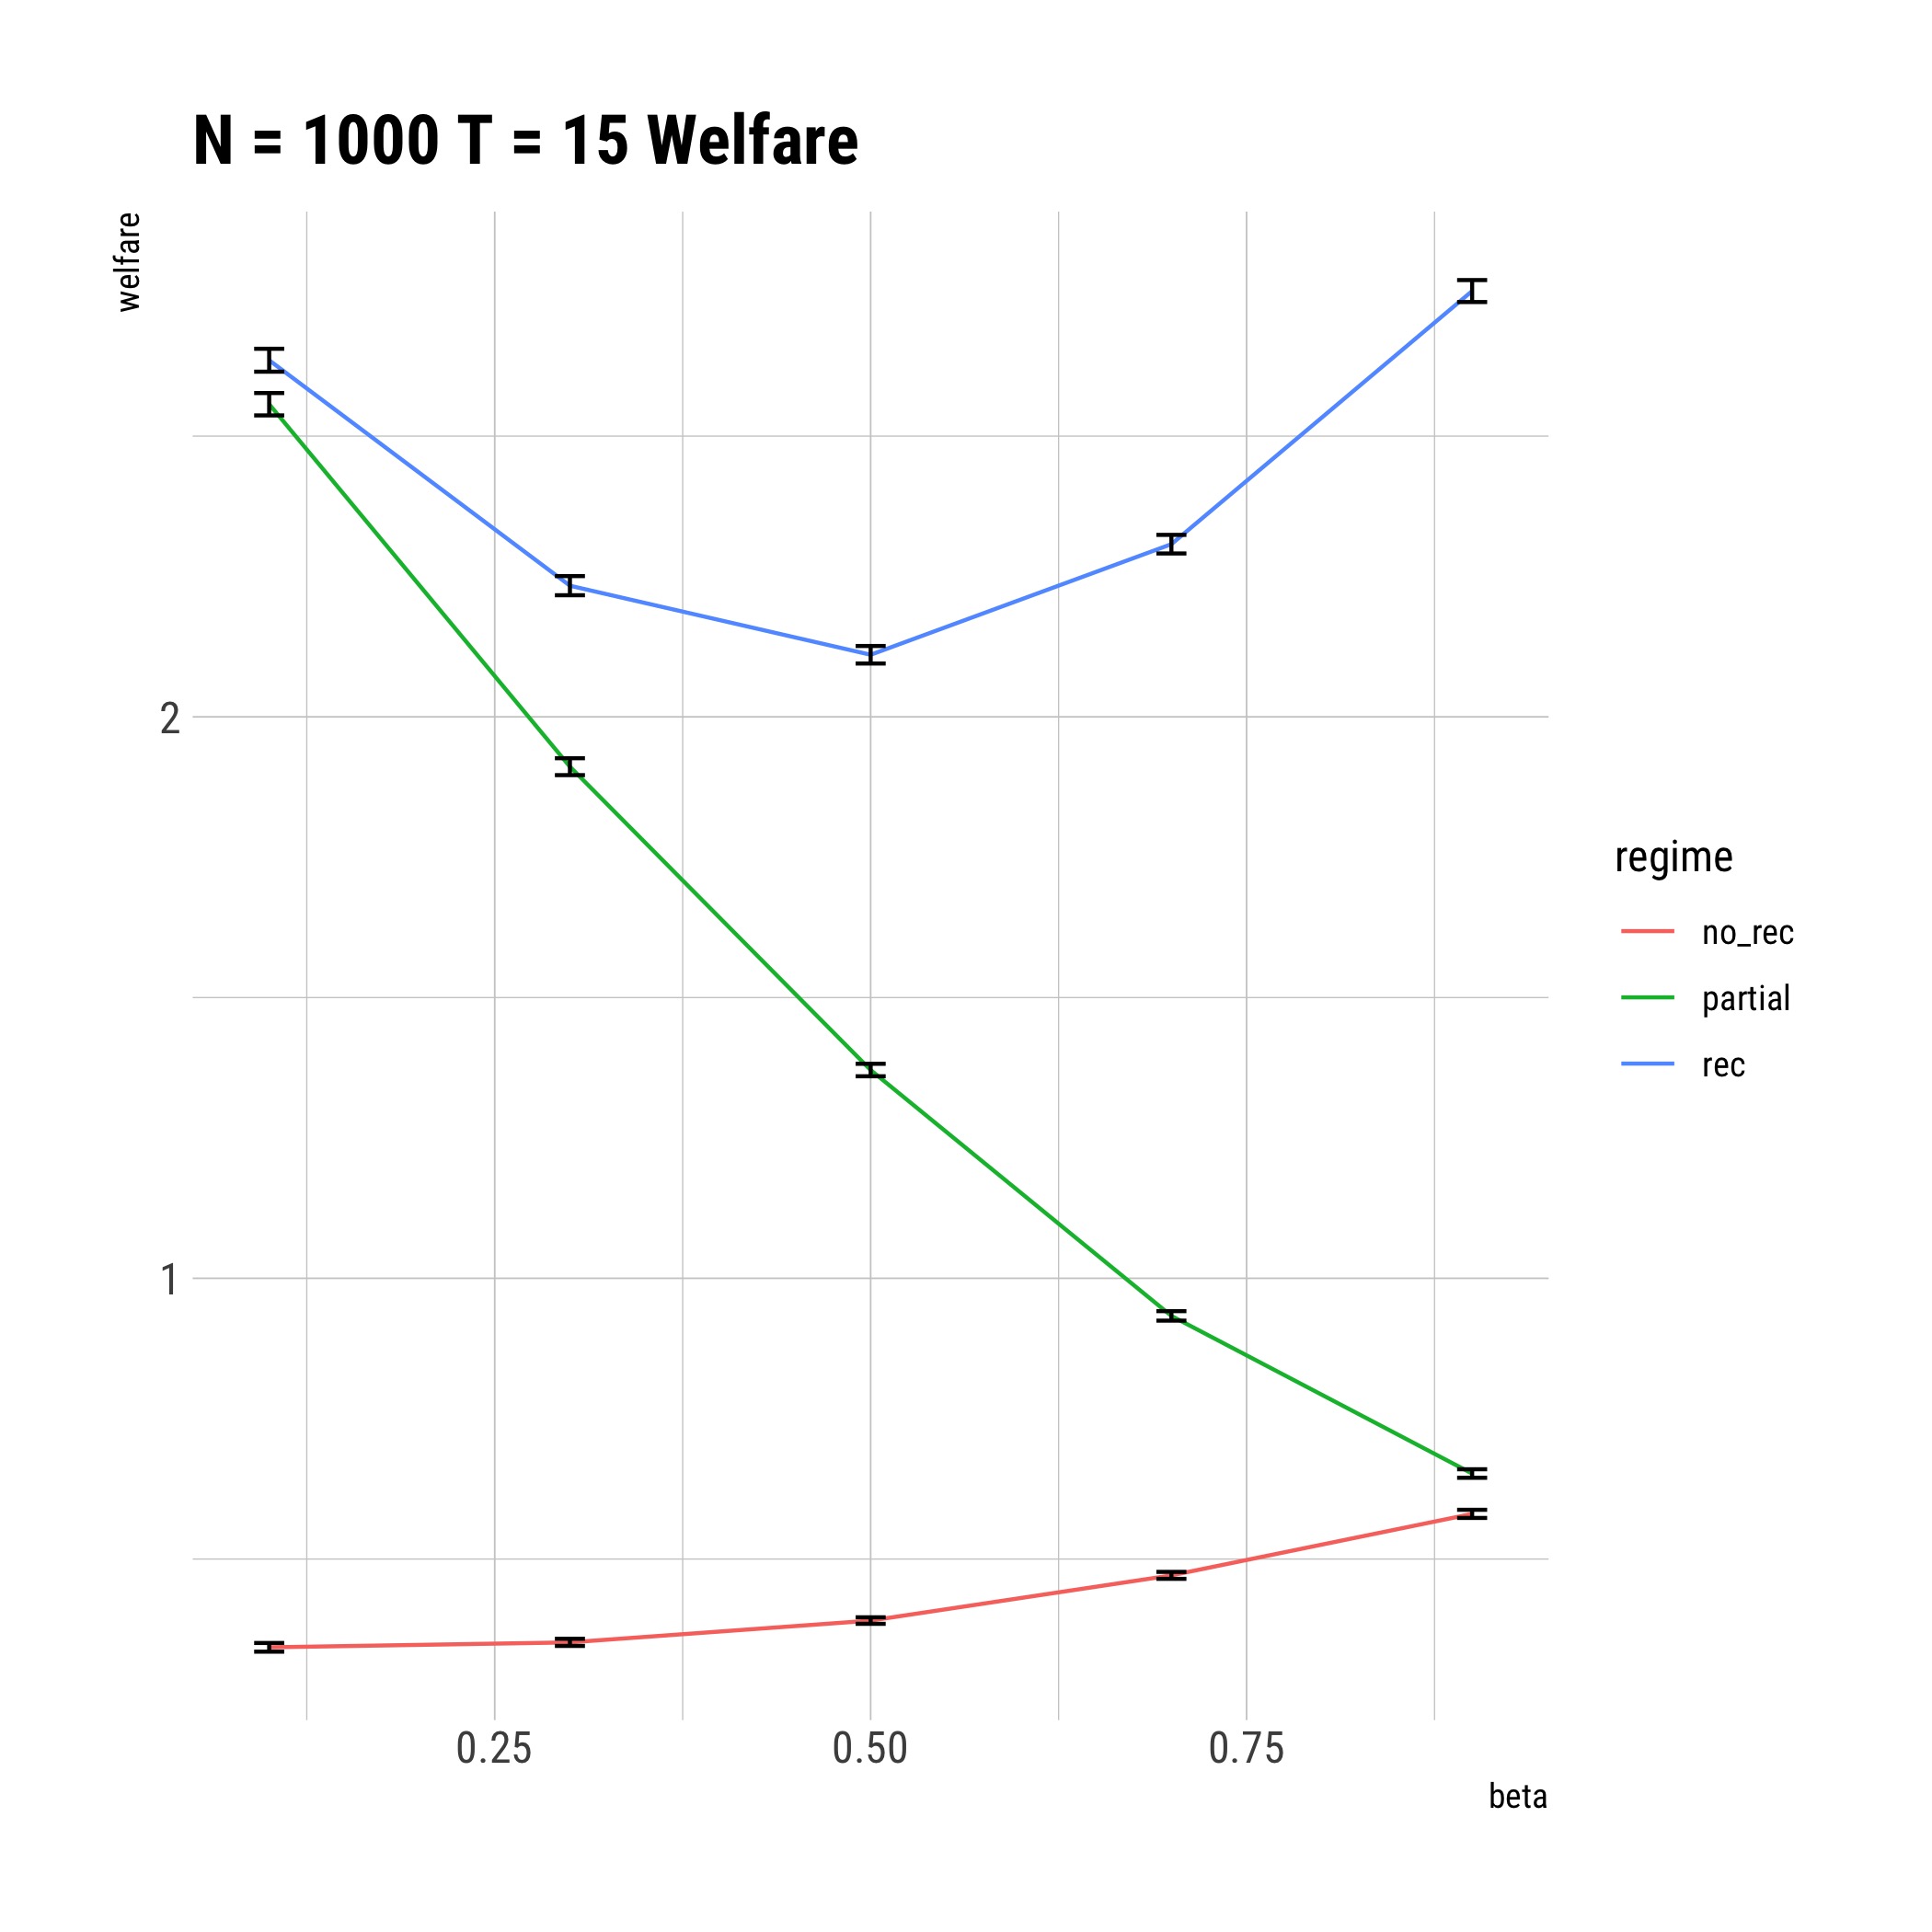 N = 1000 T = 15 Welfare
welfare
2
1
0.25
0.50
0.75
beta
regime
no_rec
partial
rec